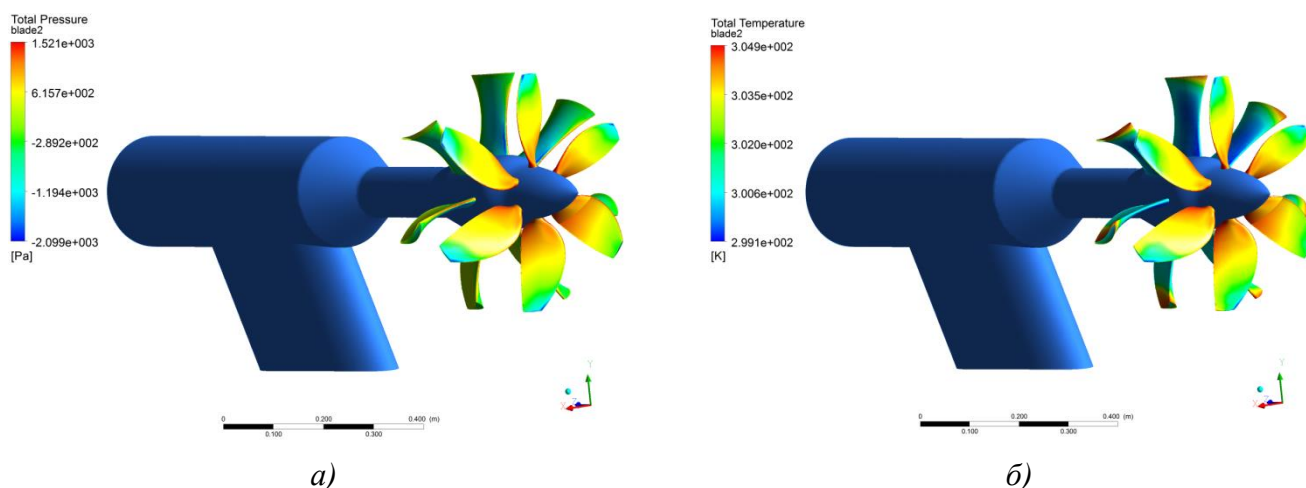 Total Pressure
blade2
1.521e+003
6.157e+002
-2.892e+002
-1.194e+003
-2.099e+003
[Pa]
Y
X
Z
0 0.200 0.400 (m)
0.100 0.300
а)
Total Temperature
blade2
3.049e+002
3.035e+002
3.020e+002
3.006e+002
2.991e+002
[K]
Y
X
Z
0 0.200 0.400 (m)
0.100 0.300
б)